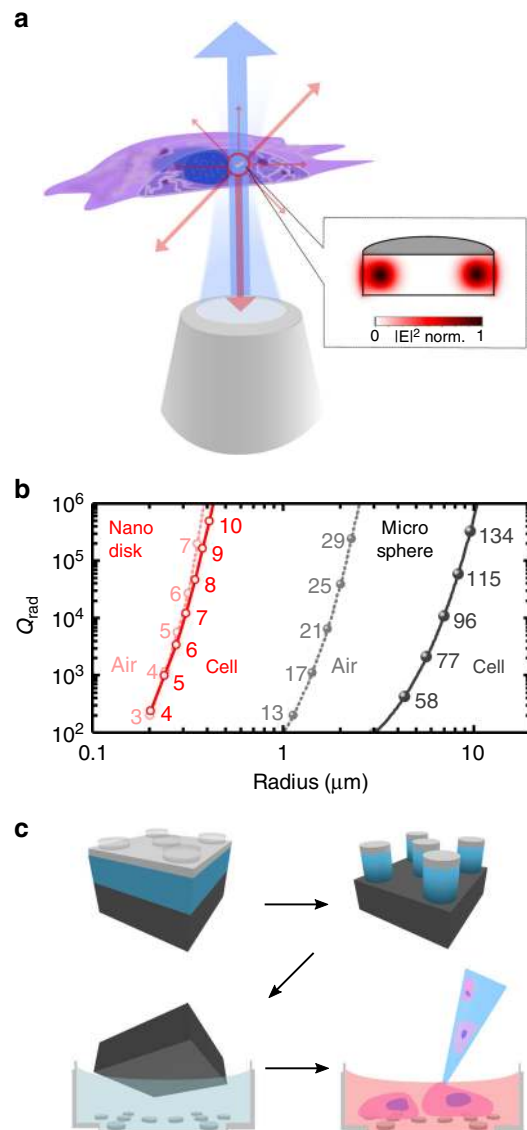 a
0 |E|² norm. 1
b
10⁶
10⁵
10⁴
10³
10²
Q_rad
Nano
disk
Micro
sphere
10
9
8
7
6
5
4
7
6
5
4
3
Air
Cell
29
25
21
17
13
Air
134
115
96
77
58
Cell
0.1 1 10
Radius (μm)
c